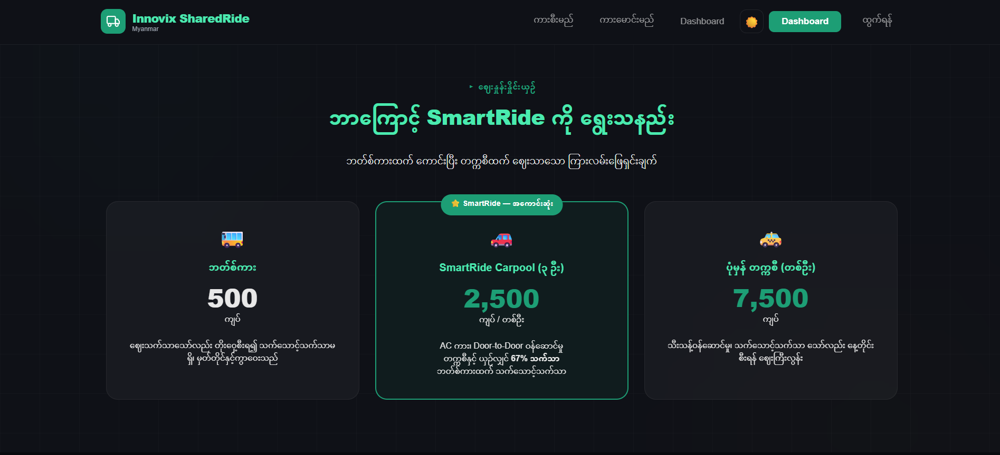 Innovix SharedRide
Myanmar
ကားစီးမည်
ကားမောင်းမည်
Dashboard
Dashboard
ထွက်ရန်
▸ ဈေးနှုန်းနှိုင်းယှဉ်
ဘာကြောင့် SmartRide ကို ရွေးသနည်း
ဘတ်စ်ကားထက် ကောင်းပြီး တက္ကစီထက် ဈေးသာသော ကြားလမ်းဖြေရှင်းချက်
ဘတ်စ်ကား
500
ကျပ်
ဈေးသက်သာသော်လည်း တိုးဝှေ့စီးရ၍ သက်သောင့်သက်သာမ
ရှိ၊ မှတ်တိုင်နှင့်ကွာဝေးသည်
⭐ SmartRide — အကောင်းဆုံး
SmartRide Carpool (၃ ဦး)
2,500
ကျပ် / တစ်ဦး
AC ကား၊ Door-to-Door ဝန်ဆောင်မှု
တက္ကစီနှင့် ယှဉ်လျှင် 67% သက်သာ
ဘတ်စ်ကားထက် သက်သောင့်သက်သာ
ပုံမှန် တက္ကစီ (တစ်ဦး)
7,500
ကျပ်
သီးသန့်ဝန်ဆောင်မှု၊ သက်သောင့်သက်သာ သော်လည်း နေ့တိုင်း
စီးရန် ဈေးကြီးလွန်း